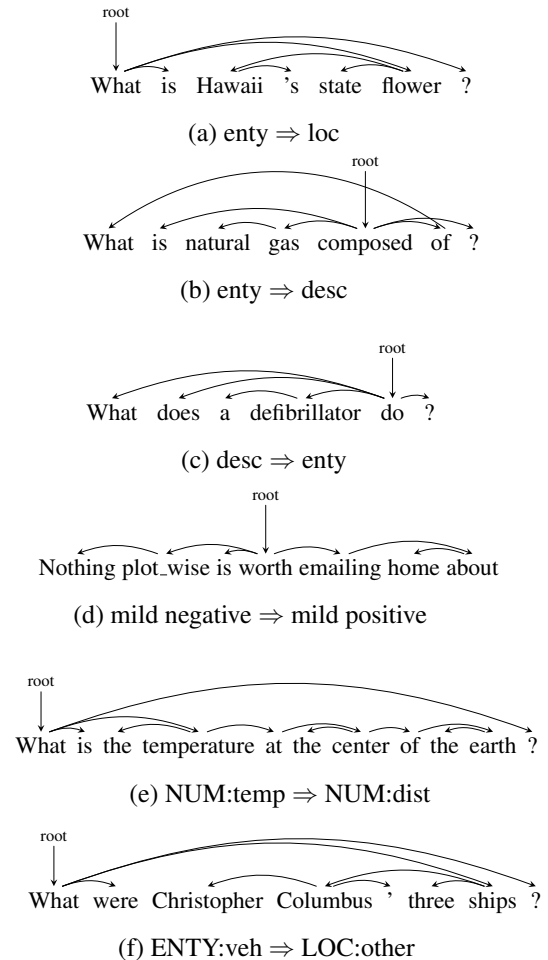 root
What is Hawaii 's state flower ?
(a) enty ⇒ loc
root
What is natural gas composed of ?
(b) enty ⇒ desc
root
What does a defibrillator do ?
(c) desc ⇒ enty
root
Nothing plot_wise is worth emailing home about
(d) mild negative ⇒ mild positive
root
What is the temperature at the center of the earth ?
(e) NUM:temp ⇒ NUM:dist
root
What were Christopher Columbus ' three ships ?
(f) ENTY:veh ⇒ LOC:other